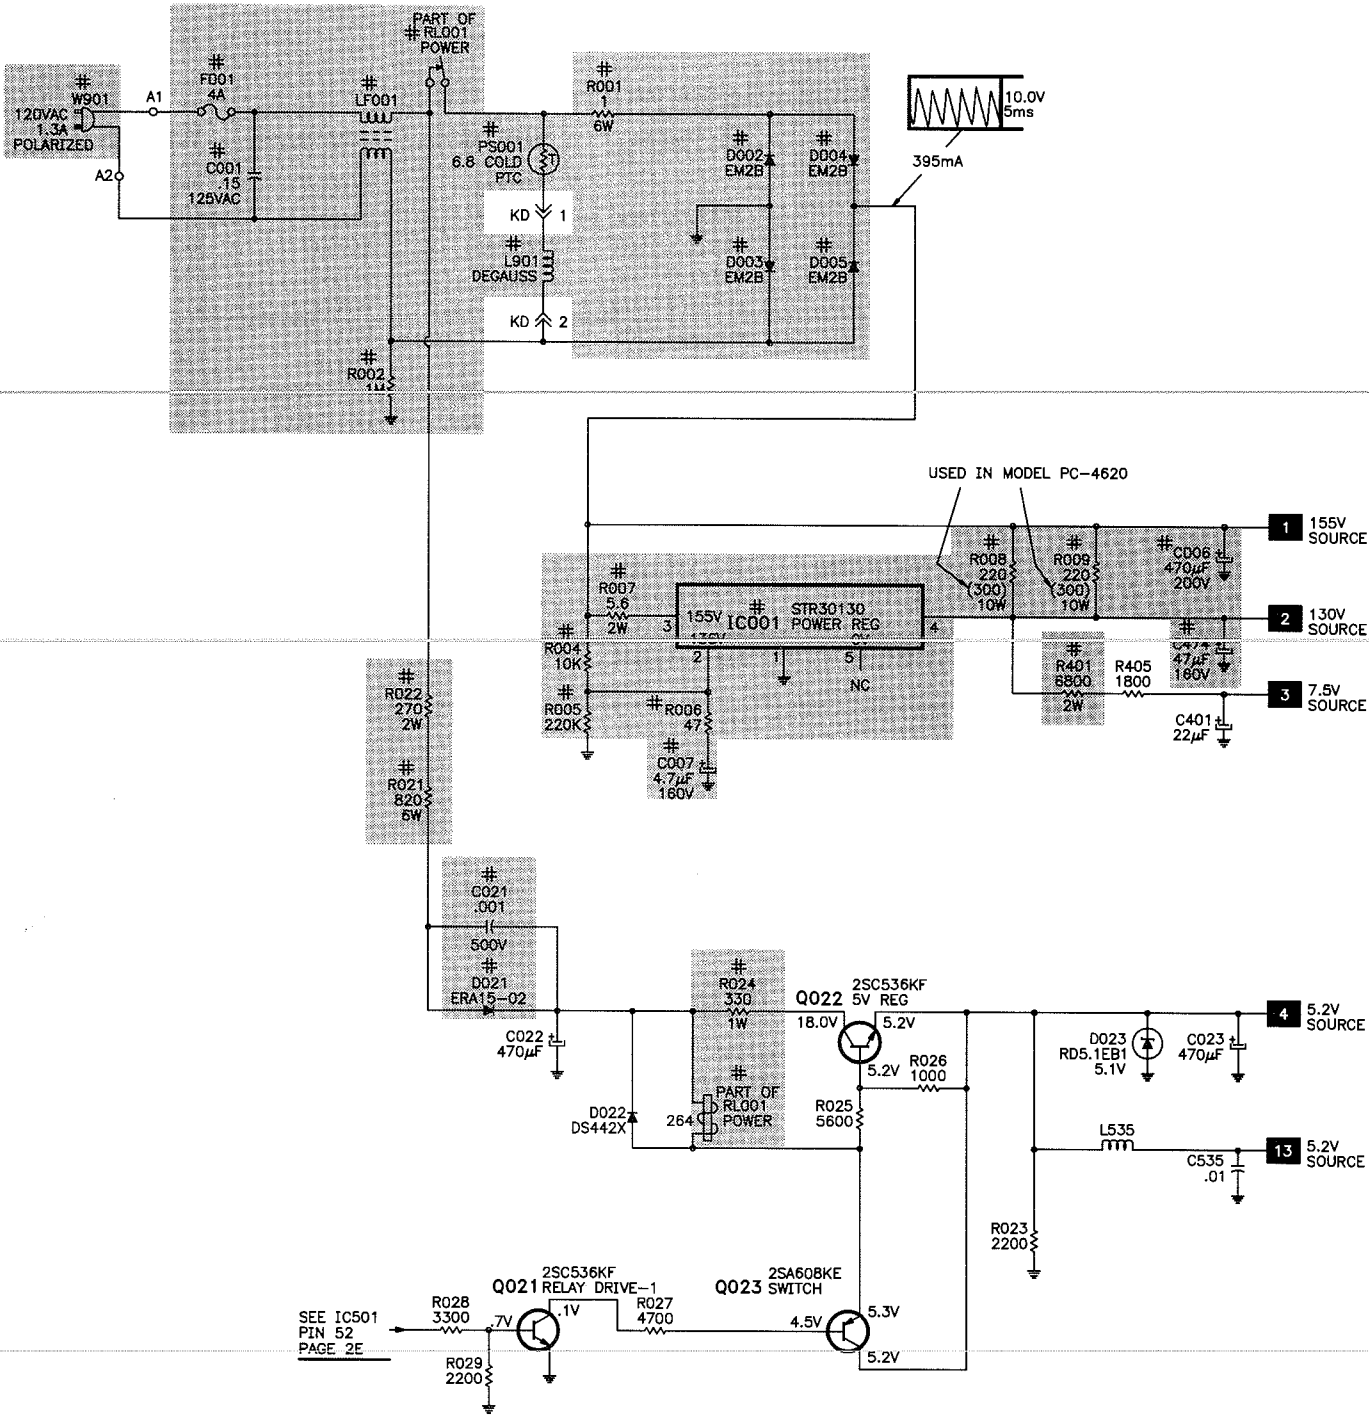 PART OF
# RL001
POWER
#
W901
120VAC
1.3A
POLARIZED
A1
A2
#
F001
4A
#
LF001
#
C001
.15
125VAC
#
PS001
6.8 COLD
PTC
T
KD 1
#
L901
DEGAUSS
KD 2
#
R001
1
6W
#
D002
EM2B
#
D004
EM2B
#
D003
EM2B
#
D005
EM2B
10.0V
5ms
395mA
#
R002
1M
USED IN MODEL PC-4620
1 155V
SOURCE
#
R008
220
(300)
10W
#
R009
220
(300)
10W
#
C006
470µF
200V
+
#
R007
5.6
2W
3
155V
#
IC001
STR30130
POWER REG
4
2
1
5
NC
2 130V
SOURCE
#
C474
47µF
160V
+
#
R004
10K
#
R005
220K
#
R006
47
#
C007
4.7µF
160V
+
#
R401
6800
2W
R405
1800
3 7.5V
SOURCE
C401
22µF
+
#
R022
270
2W
#
R021
820
6W
#
C021
.001
500V
#
D021
ERA15-02
C022
470µF
+
#
R024
330
1W
Q022 2SC536KF
5V REG
18.0V
5.2V
5.2V
R026
1000
R025
5600
D022
DS442X
264
#
PART OF
RL001
POWER
D023
RD5.1EB1
5.1V
C023
470µF
+
4 5.2V
SOURCE
L535
C535
.01
13 5.2V
SOURCE
R023
2200
Q021 2SC536KF
RELAY DRIVE-1
Q023 2SA608KE
SWITCH
SEE IC501
PIN 52
PAGE 2E
R028
3300
.7V
.1V
R027
4700
4.5V
5.3V
5.2V
R029
2200